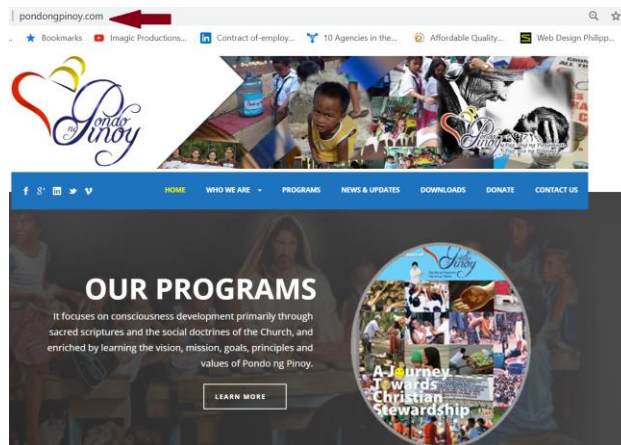 pondongpinoy.com
Bookmarks Imagic Productions... Contract of-employ... 10 Agencies in the... Affordable Quality... Web Design Philipp...
Pondo
ng
Pinoy
Pinoy
HOME WHO WE ARE PROGRAMS NEWS & UPDATES DOWNLOADS DONATE CONTACT US
OUR PROGRAMS
It focuses on consciousness development primarily through
sacred scriptures and the social doctrines of the Church, and
enriched by learning the vision, mission, goals, principles and
values of Pondo ng Pinoy.
LEARN MORE
Pinoy
A Journey
Towards
Christian
Stewardship